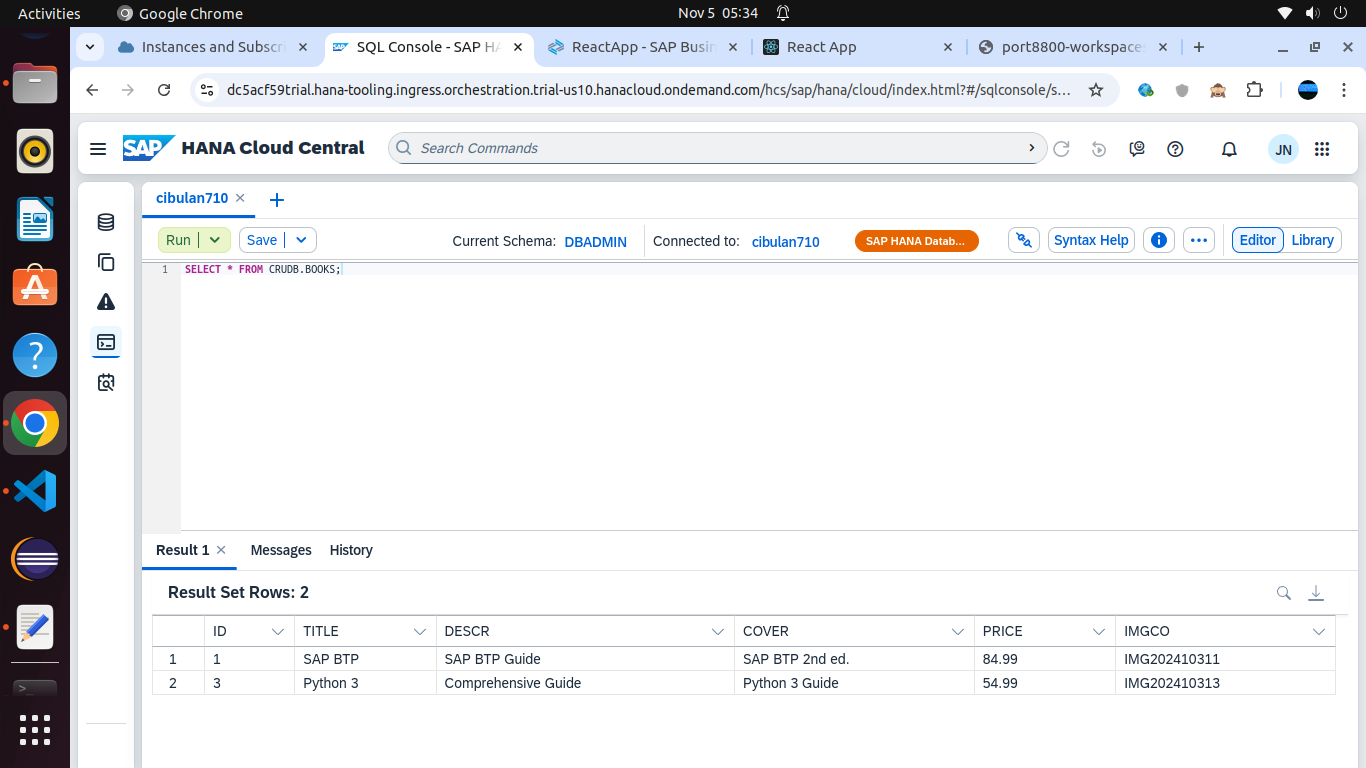 Activities Google Chrome Nov 5 05:34
Instances and Subscri SQL Console - SAP HA ReactApp - SAP Busin React App port8800-workspace
dc5acf59trial.hana-tooling.ingress.orchestration.trial-us10.hanacloud.ondemand.com/hcs/sap/hana/cloud/index.html?#/sqlconsole/s...
SAP HANA Cloud Central Search Commands JN
cibulan710
Run Save Current Schema: DBADMIN Connected to: cibulan710 SAP HANA Datab... Syntax Help Editor Library
1 SELECT * FROM CRUDB.BOOKS;
Result 1 Messages History
Result Set Rows: 2
ID TITLE DESCR COVER PRICE IMGCO
1 1 SAP BTP SAP BTP Guide SAP BTP 2nd ed. 84.99 IMG202410311
2 3 Python 3 Comprehensive Guide Python 3 Guide 54.99 IMG202410313